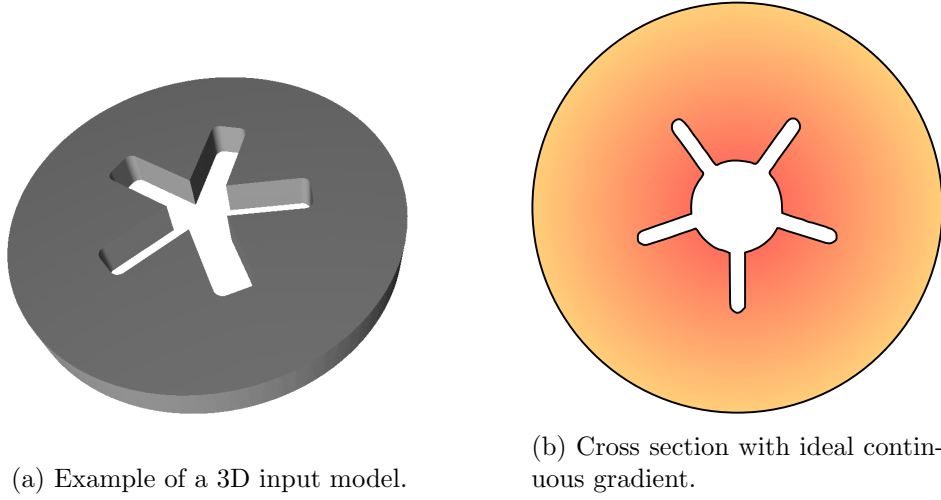 (a) Example of a 3D input model.
(b) Cross section with ideal contin-
uous gradient.